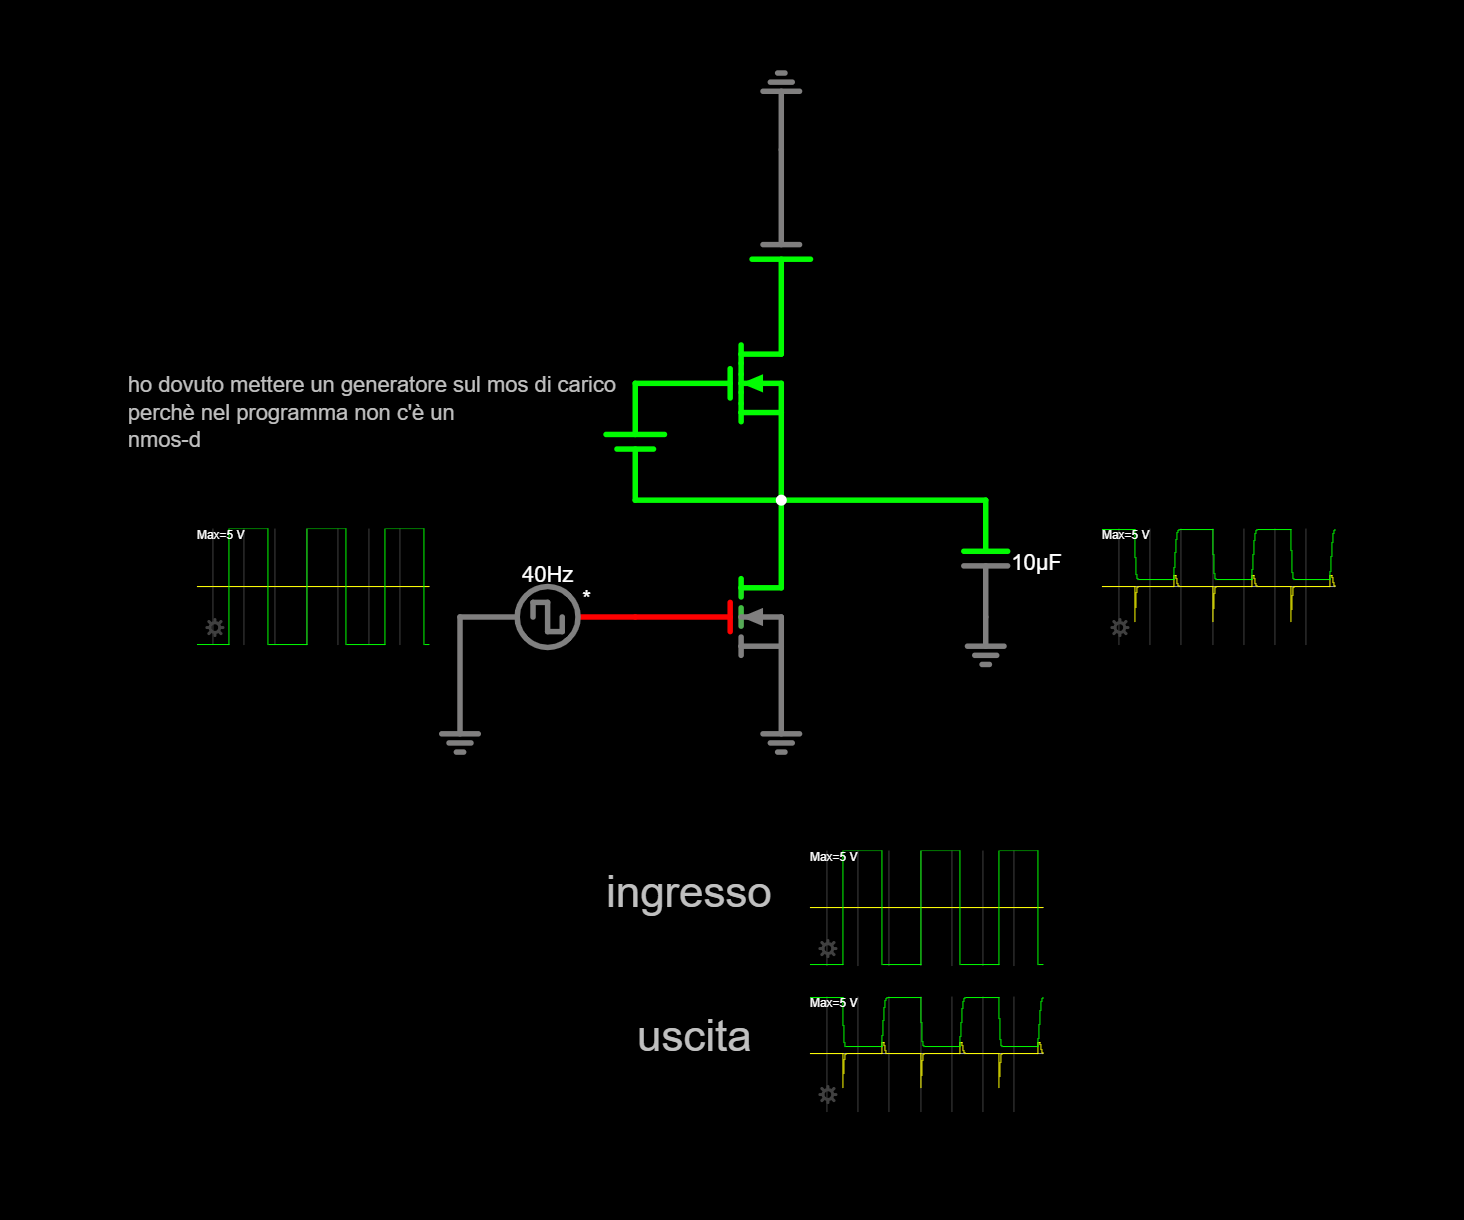 ho dovuto mettere un generatore sul mos di carico
perchè nel programma non c'è un
nmos-d
Max=5 V
40Hz
*
10µF
Max=5 V
ingresso
Max=5 V
uscita
Max=5 V